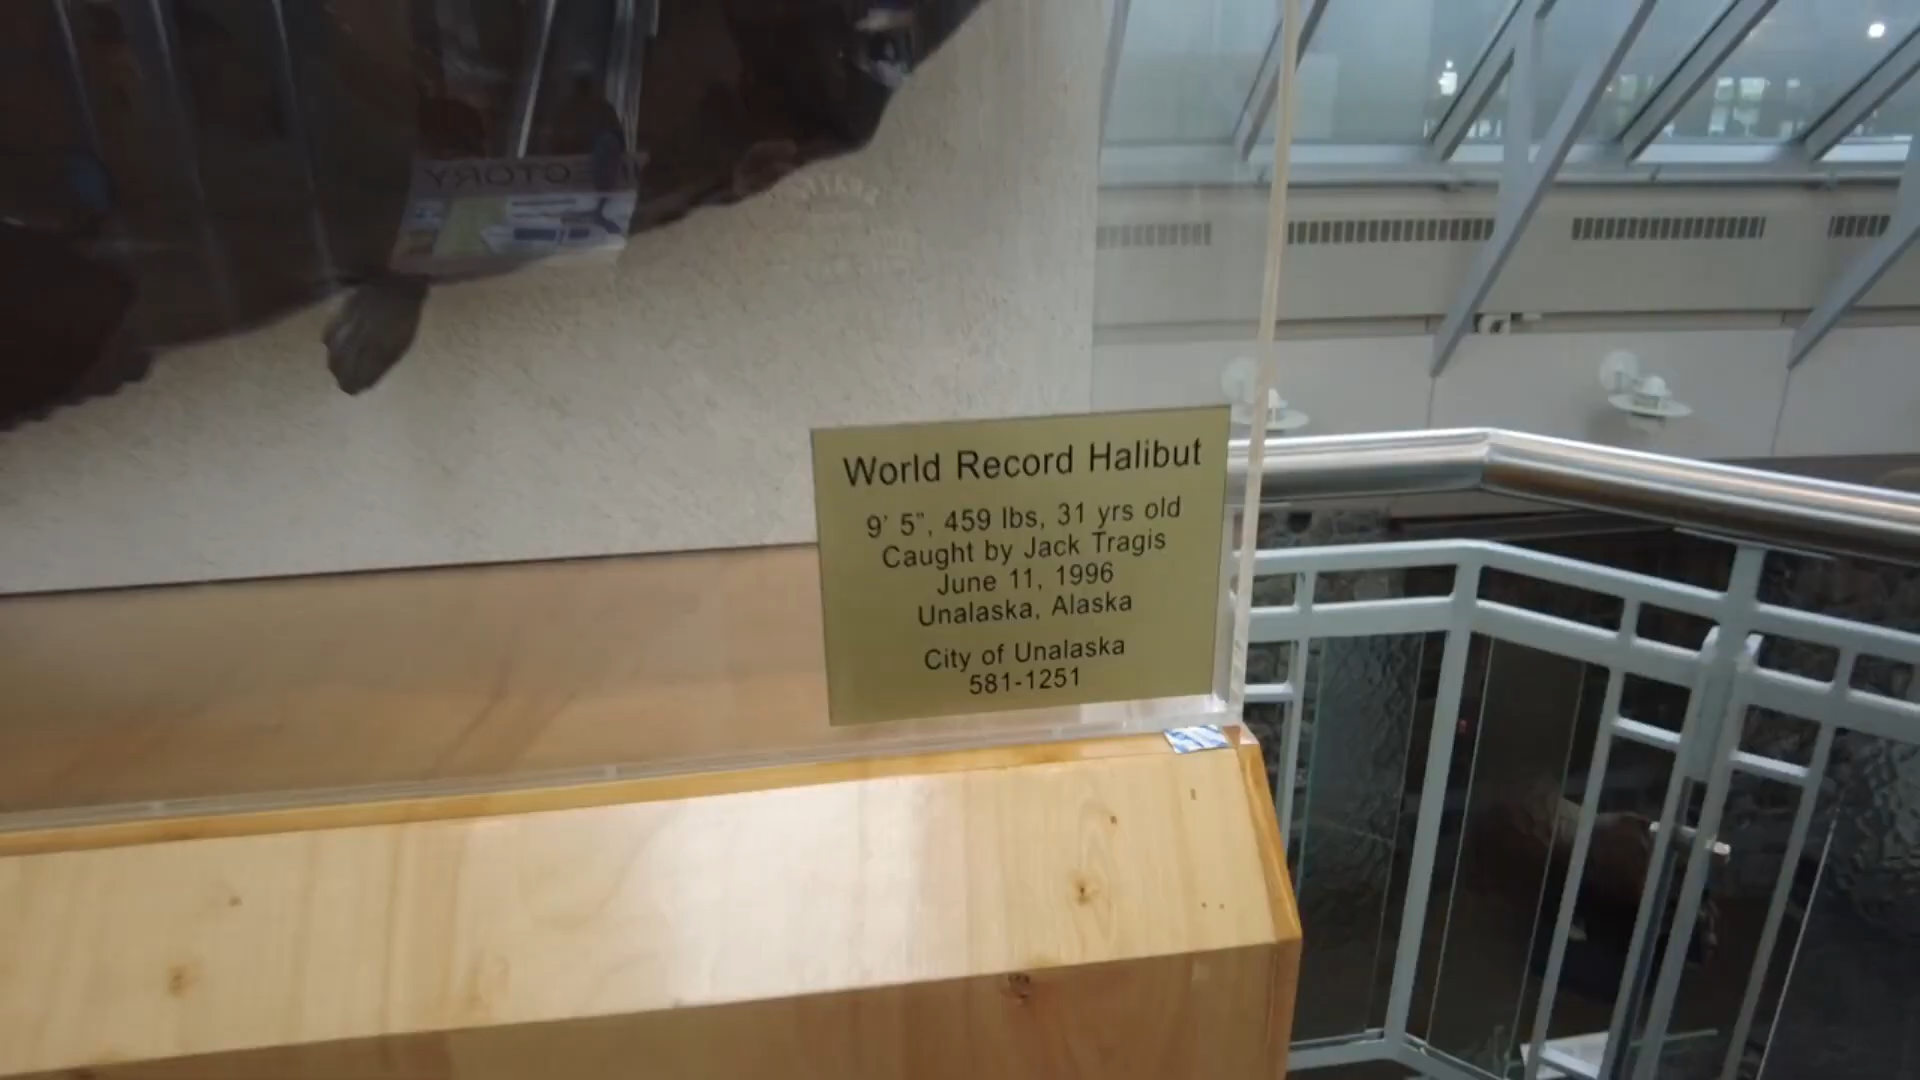 ECTORY
World Record Halibut
9' 5", 459 lbs, 31 yrs old
Caught by Jack Tragis
June 11, 1996
Unalaska, Alaska
City of Unalaska
581-1251